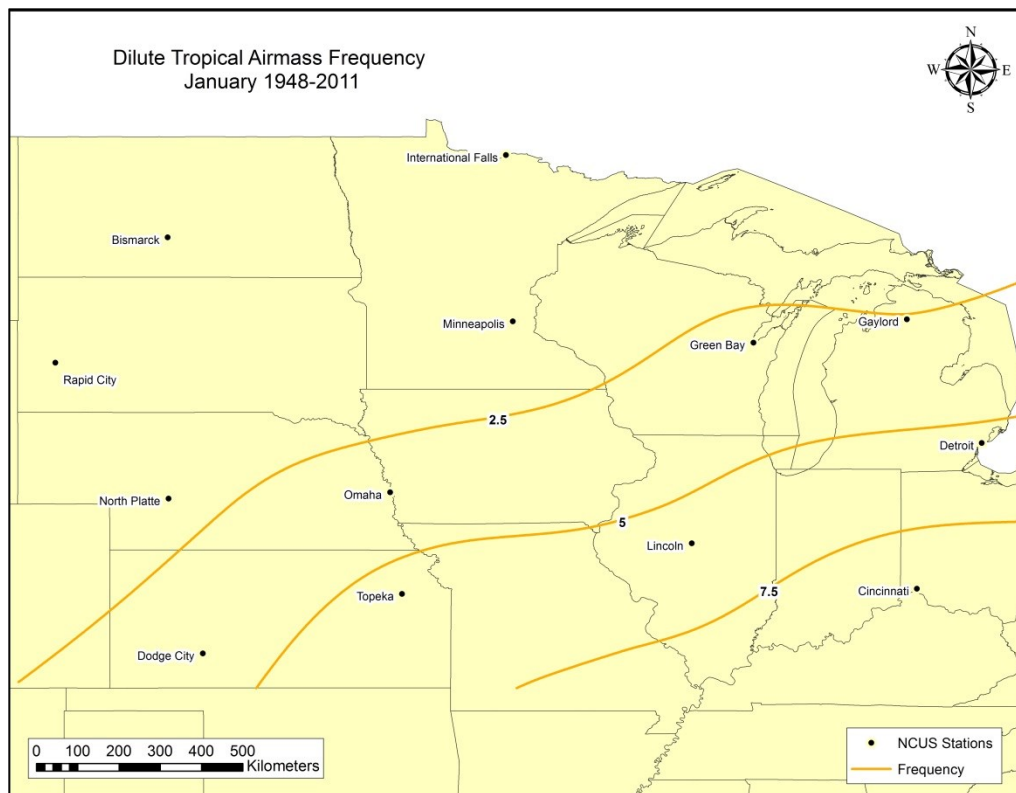 Dilute Tropical Airmass Frequency
January 1948-2011
N
W E
S
International Falls
Bismarck
Minneapolis
Gaylord
Green Bay
Rapid City
2.5
Detroit
North Platte
Omaha
5
Lincoln
Topeka
7.5
Cincinnati
Dodge City
0 100 200 300 400 500
Kilometers
NCUS Stations
Frequency